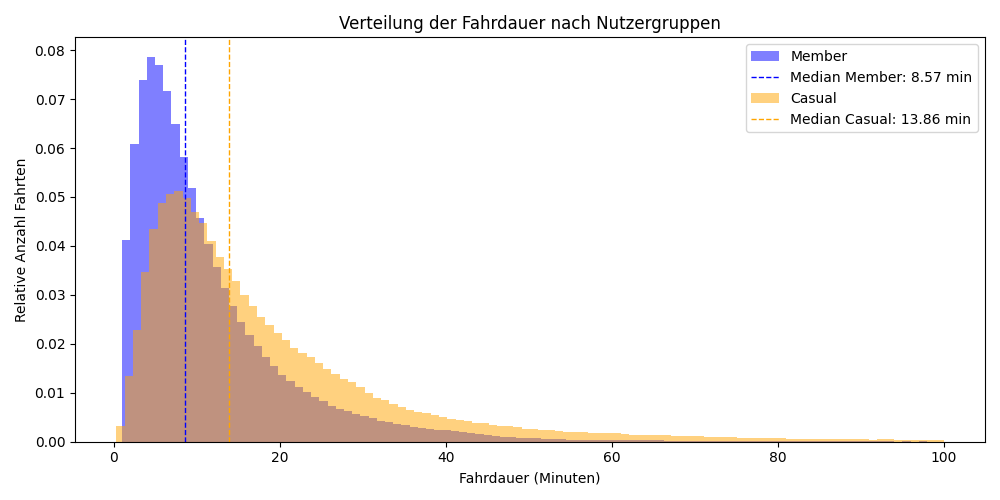 Verteilung der Fahrdauer nach Nutzergruppen
Member
Median Member: 8.57 min
Casual
Median Casual: 13.86 min
Relative Anzahl Fahrten
0.08
0.07
0.06
0.05
0.04
0.03
0.02
0.01
0.00
0 20 40 60 80 100
Fahrdauer (Minuten)